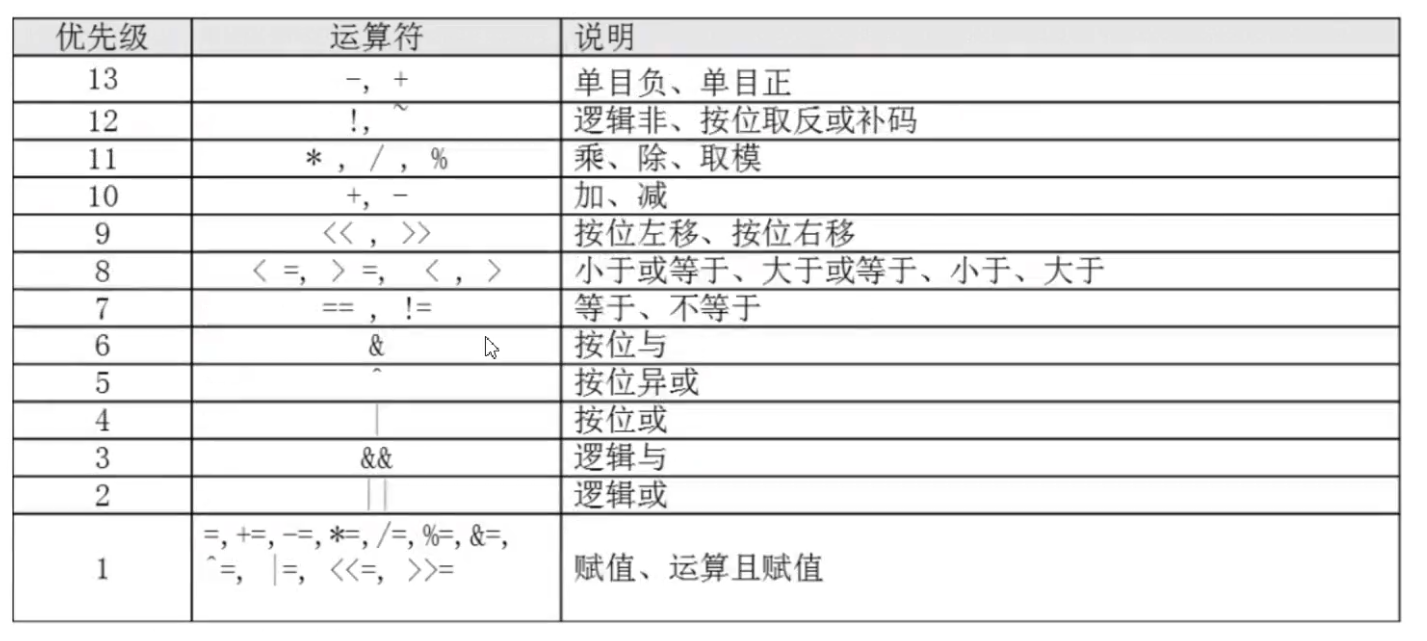 优先级 运算符 说明
13 -, + 单目负、单目正
12 !, ~ 逻辑非、按位取反或补码
11 * , / , % 乘、除、取模
10 +, - 加、减
9 << , >> 按位左移、按位右移
8 < =, > =, < , > 小于或等于、大于或等于、小于、大于
7 == , != 等于、不等于
6 & 按位与
5 ^ 按位异或
4 | 按位或
3 && 逻辑与
2 || 逻辑或
=, +=, -=, *=, /=, %=, &=,
1 ^=, |=, <<=, >>= 赋值、运算且赋值